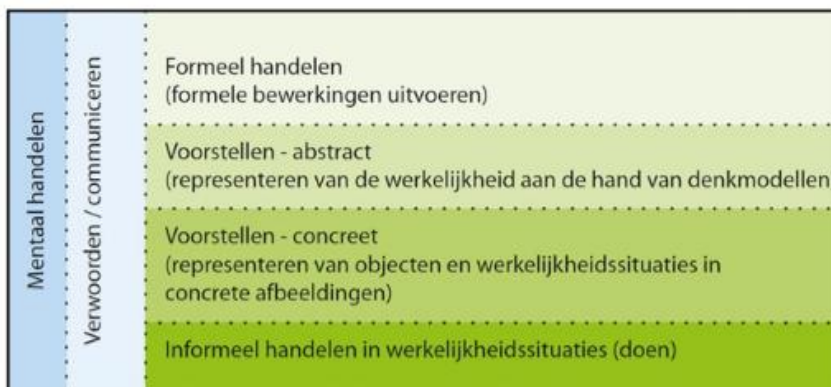 Mentaal handelen
Verwoorden / communiceren
Formeel handelen
(formele bewerkingen uitvoeren)
Voorstellen - abstract
(representeren van de werkelijkheid aan de hand van denkmodellen
Voorstellen - concreet
(representeren van objecten en werkelijkheidssituaties in
concrete afbeeldingen)
Informeel handelen in werkelijkheidssituaties (doen)